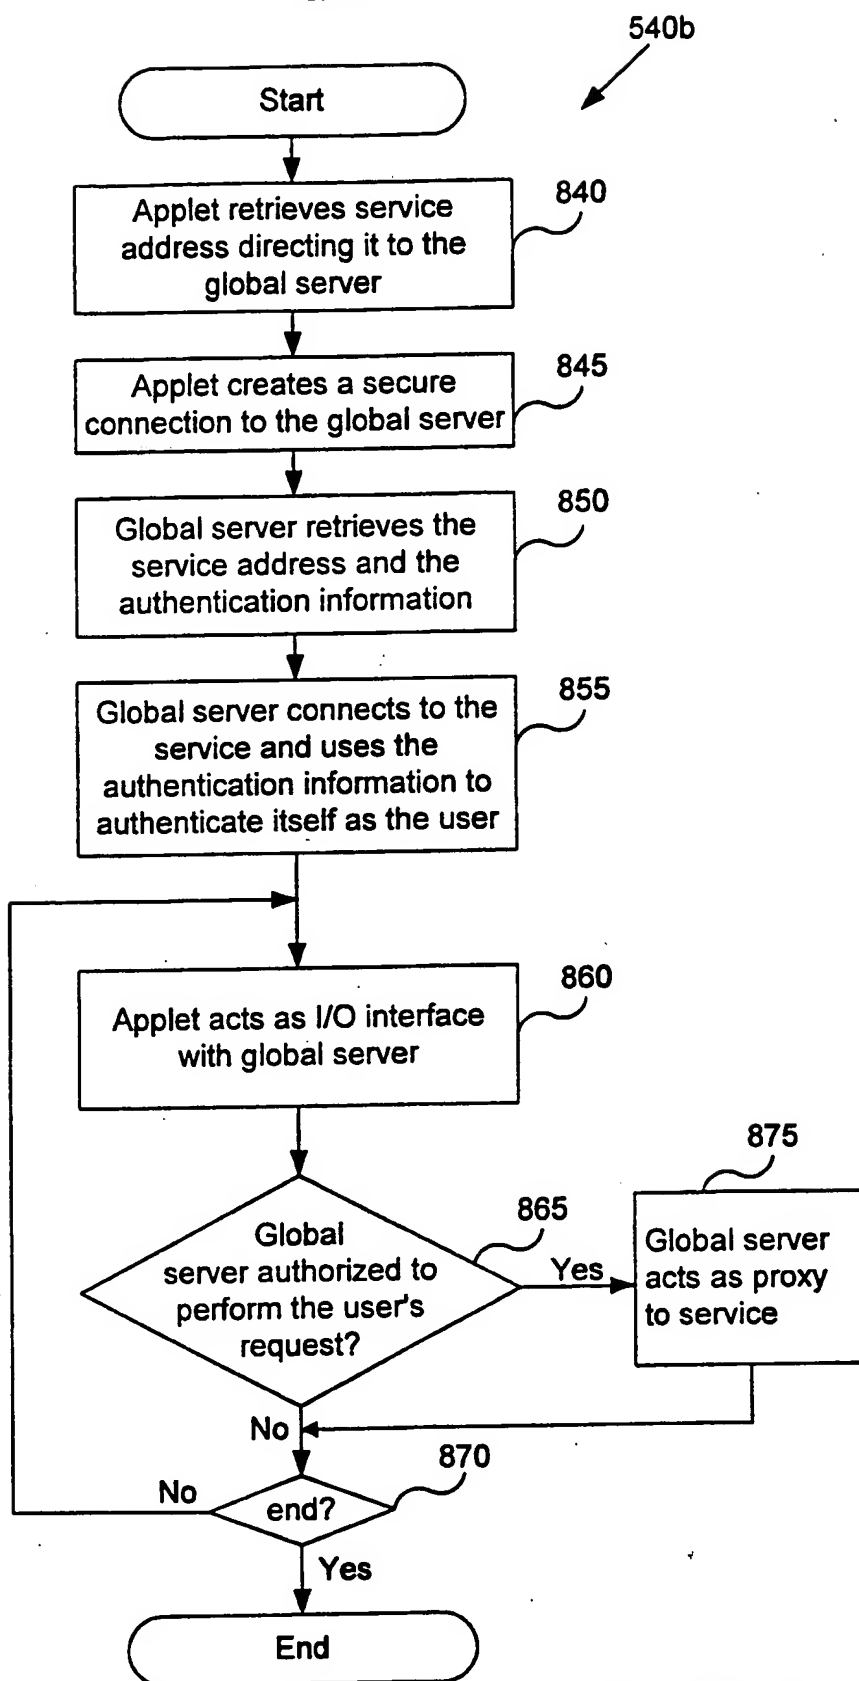 540b
Start
Applet retrieves service
address directing it to the
global server
840
Applet creates a secure
connection to the global server
845
Global server retrieves the
service address and the
authentication information
850
Global server connects to the
service and uses the
authentication information to
authenticate itself as the user
855
Applet acts as I/O interface
with global server
860
Global
server authorized to
perform the user's
request?
865
Yes
875
Global server
acts as proxy
to service
No
end?
870
No
Yes
End